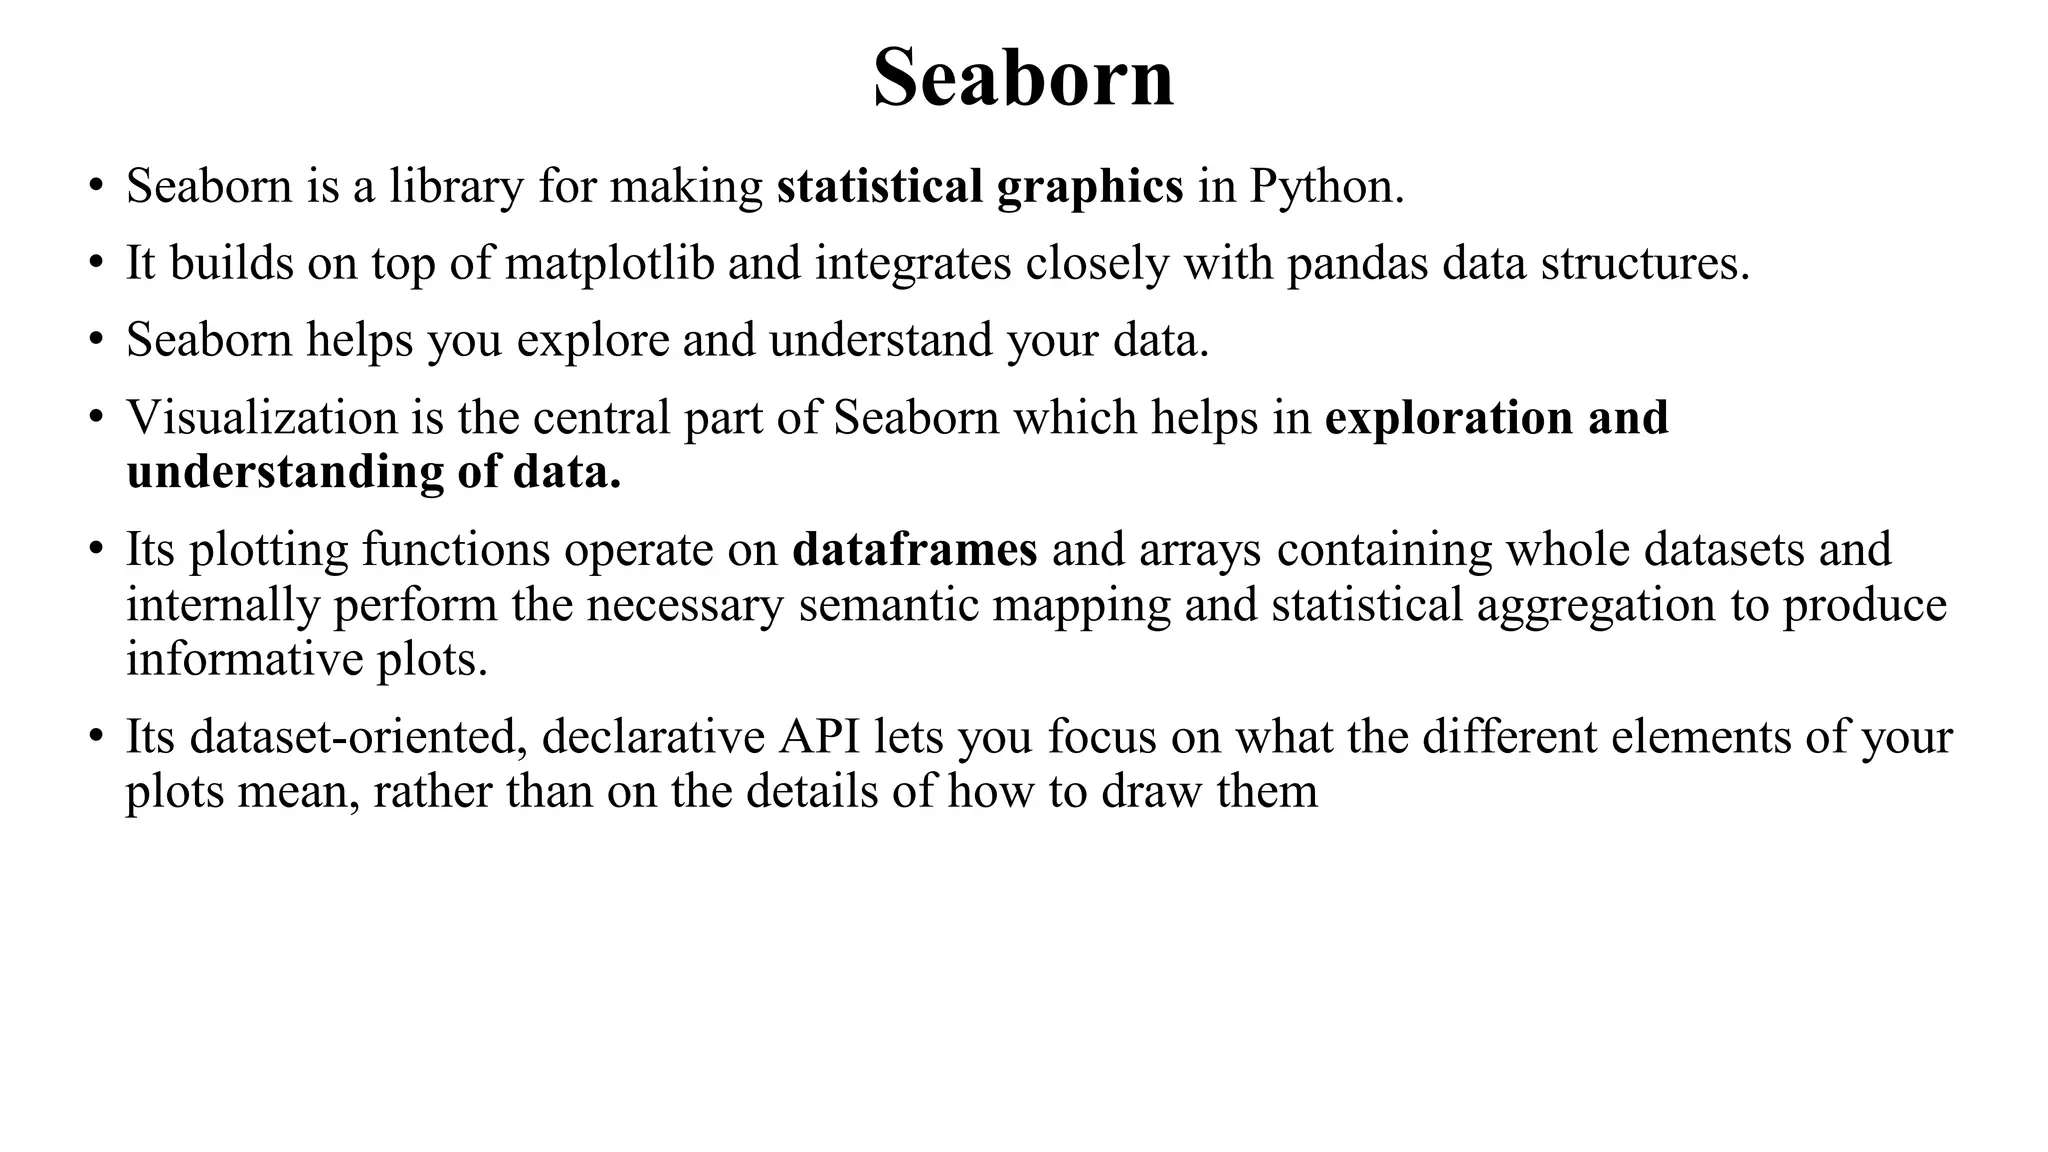 Seaborn
• Seaborn is a library for making statistical graphics in Python.
• It builds on top of matplotlib and integrates closely with pandas data structures.
• Seaborn helps you explore and understand your data.
• Visualization is the central part of Seaborn which helps in exploration and
understanding of data.
• Its plotting functions operate on dataframes and arrays containing whole datasets and
internally perform the necessary semantic mapping and statistical aggregation to produce
informative plots.
• Its dataset-oriented, declarative API lets you focus on what the different elements of your
plots mean, rather than on the details of how to draw them